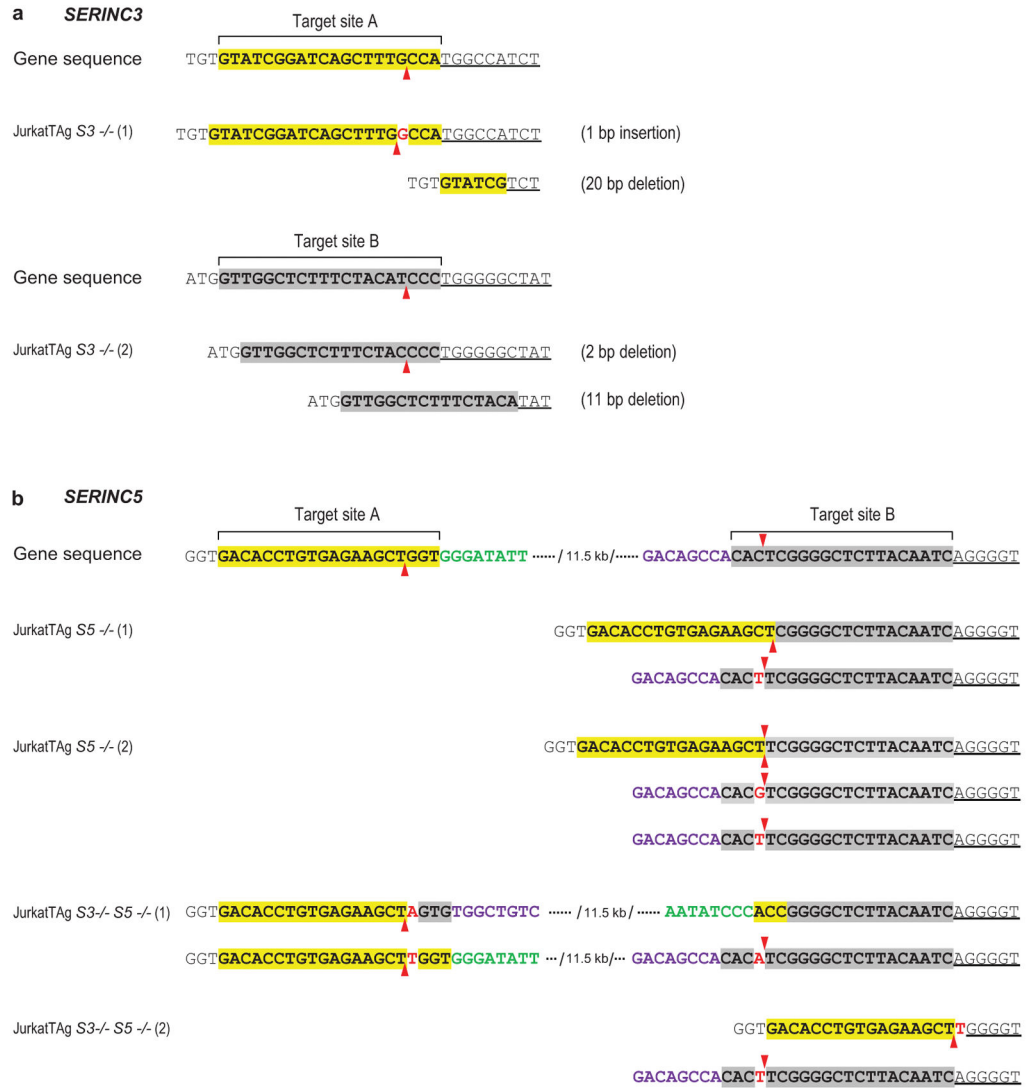 a SERINC3
Target site A
Gene sequence TGTGTATCGGATCAGCTTTGCCATGGCCATCT
JurkatTAg S3 -/- (1) TGTGTATCGGATCAGCTTTGGCCATGGCCATCT (1 bp insertion)
TGTGTATCGTCT (20 bp deletion)
Target site B
Gene sequence ATGGTTGGCTCTTTCTACATCCCTGGGGGCTAT
JurkatTAg S3 -/- (2) ATGGTTGGCTCTTTCTACCCCTGGGGGCTAT (2 bp deletion)
ATGGTTGGCTCTTTCTACATAT (11 bp deletion)
b SERINC5
Target site A Target site B
Gene sequence GGTGACACCTGTGAGAAGCTGGTGGGATATT ······/ 11.5 kb/······ GACAGCCACACTCGGGGCTCTTACAATCAGGGGT
JurkatTAg S5 -/- (1) GGTGACACCTGTGAGAAGCTCGGGGCTCTTACAATCAGGGGT
GACAGCCACACTTCGGGGCTCTTACAATCAGGGGT
JurkatTAg S5 -/- (2) GGTGACACCTGTGAGAAGCTTCGGGGCTCTTACAATCAGGGGT
GACAGCCACACGTCGGGGCTCTTACAATCAGGGGT
GACAGCCACACTTCGGGGCTCTTACAATCAGGGGT
JurkatTAg S3-/- S5 -/- (1) GGTGACACCTGTGAGAAGCTAGTGTGGCTGTC ······ / 11.5 kb/ ······ AATATCCCACCGGGGCTCTTACAATCAGGGGT
GGTGACACCTGTGAGAAGCTTGGTGGGATATT ···/11.5 kb/··· GACAGCCACACATCGGGGCTCTTACAATCAGGGGT
JurkatTAg S3-/- S5 -/- (2) GGTGACACCTGTGAGAAGCTTGGGGT
GACAGCCACACTTCGGGGCTCTTACAATCAGGGGT